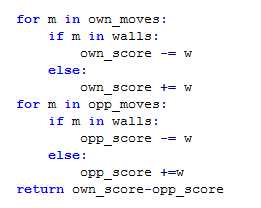 for m in own_moves:
    if m in walls:
        own_score -= w
    else:
        own_score += w
for m in opp_moves:
    if m in walls:
        opp_score -= w
    else:
        opp_score +=w
return own_score-opp_score